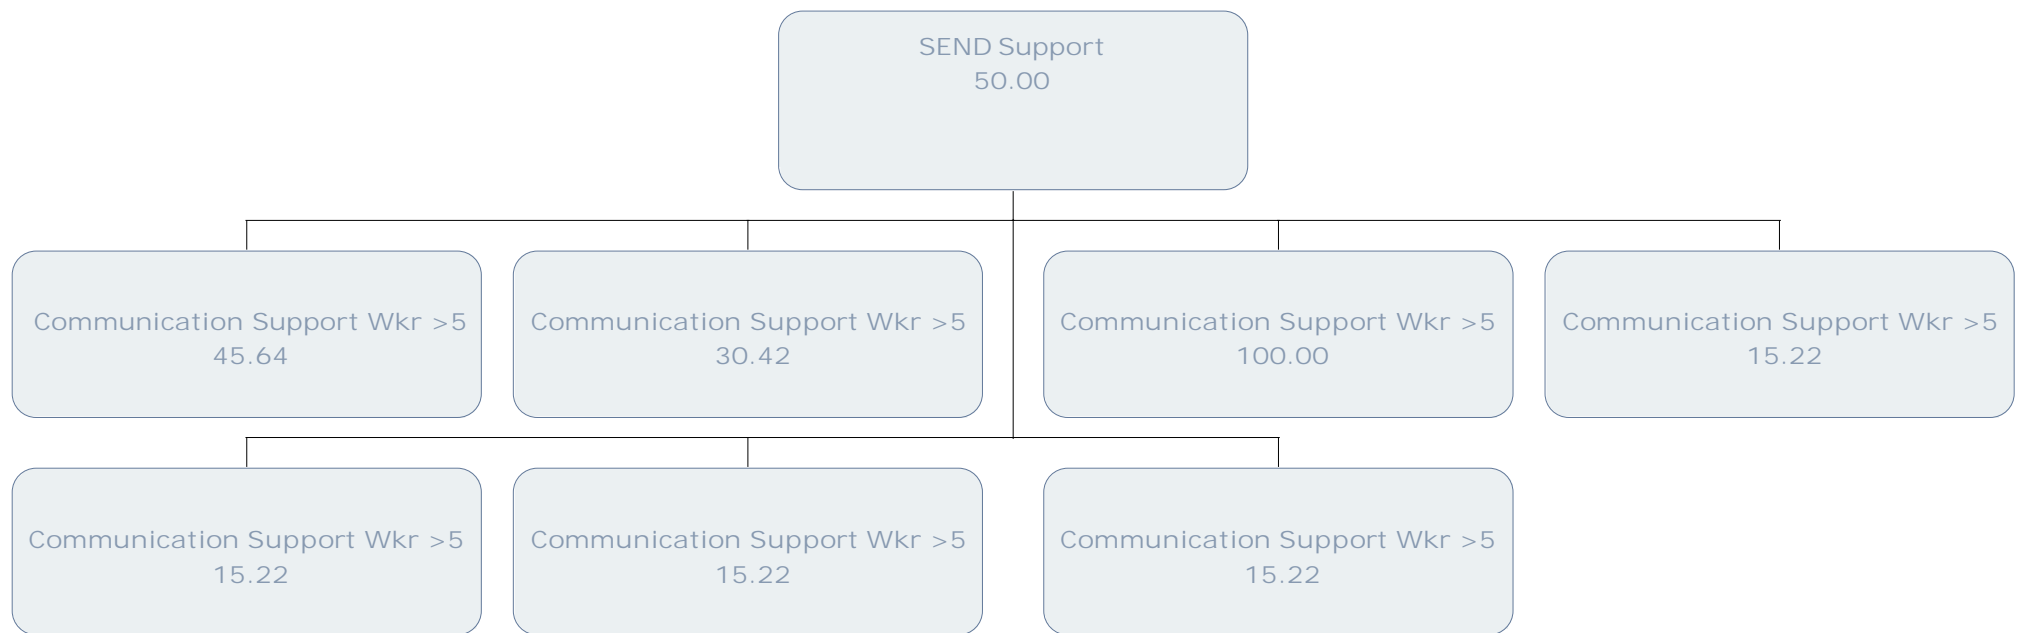 SEND Support
50.00
Communication Support Wkr >5
45.64
Communication Support Wkr >5
30.42
Communication Support Wkr >5
100.00
Communication Support Wkr >5
15.22
Communication Support Wkr >5
15.22
Communication Support Wkr >5
15.22
Communication Support Wkr >5
15.22